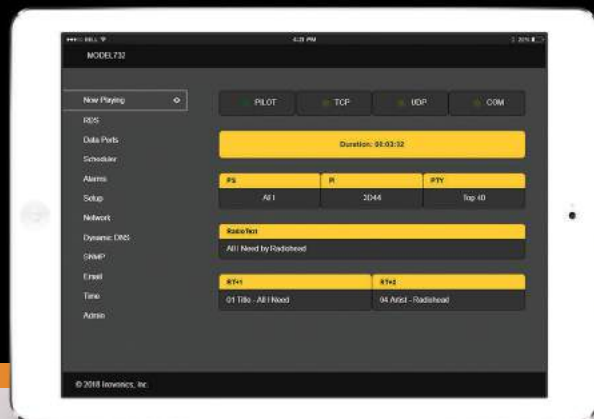 BELL
4:21 PM
MODEL732
Now Playing
RDS
Data Ports
Scheduler
Alarms
Setup
Network
Dynamic DNS
SNMP
Email
Time
Admin
PILOT TCP UDP COM
Duration: 00:03:32
PS PI PTY
All I 2D44 Top 40
RadioText
All I Need by Radiohead
RT+1 RT+2
01 Title - All I Need 04 Artist - Radiohead
© 2018 Inovonics, Inc.